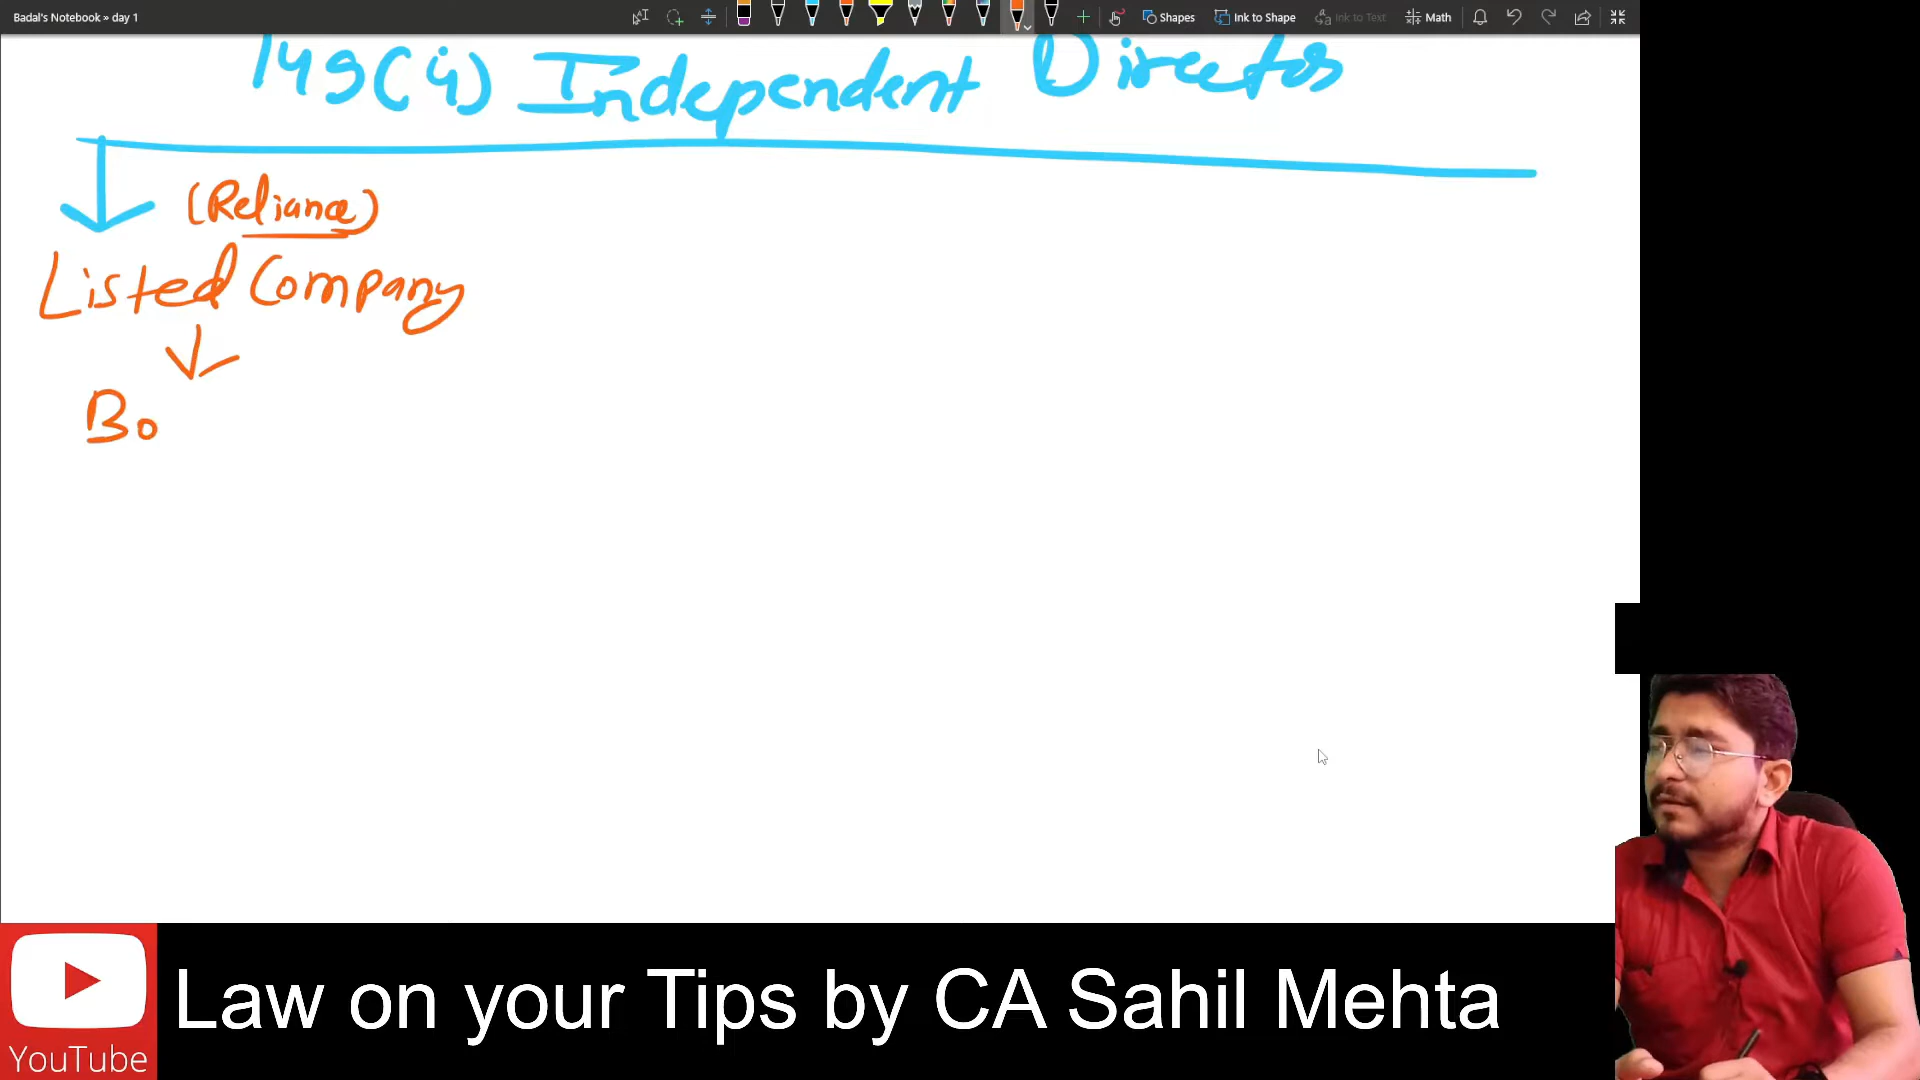 Badal's Notebook » day 1
Shapes Ink to Shape Ink to Text Math
149(4) Independent Director
(Reliance)
Listed Company
Bo
YouTube
Law on your Tips by CA Sahil Mehta